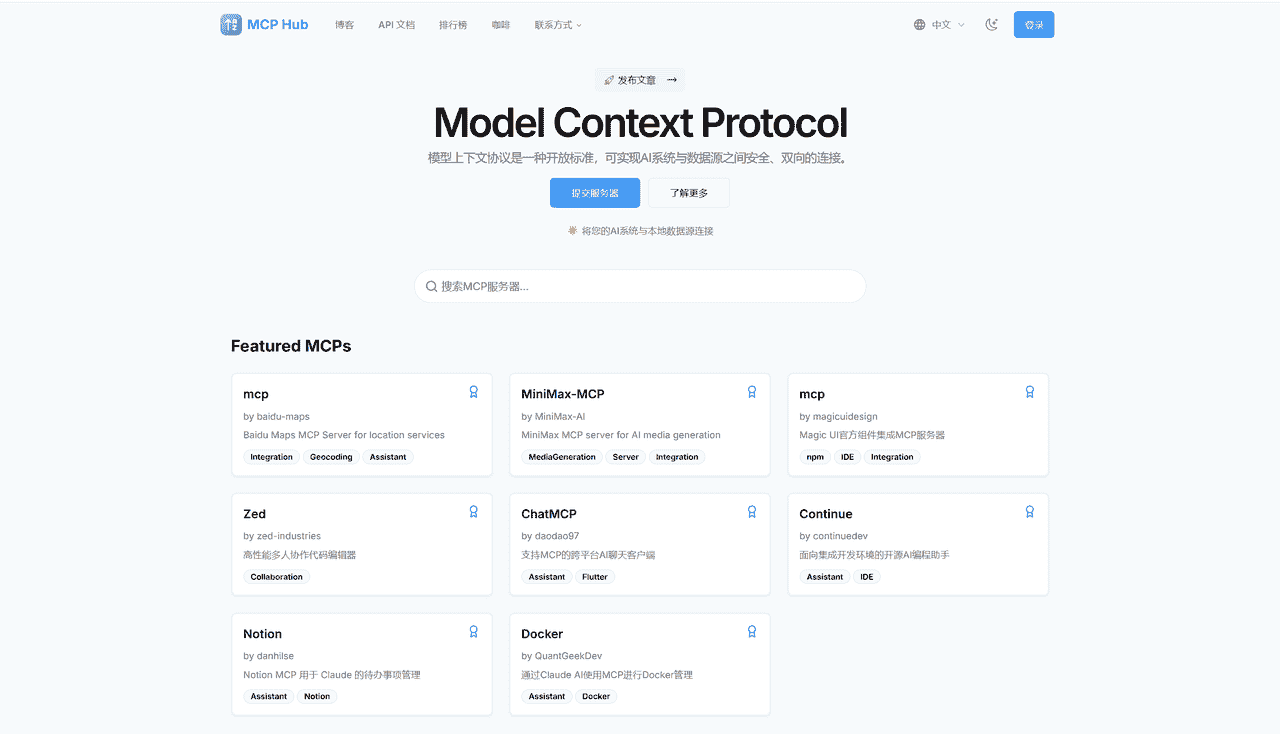 MCP Hub 博客 API 文档 排行榜 咖啡 联系方式 中文 登录
🚀 发布文章 →
Model Context Protocol
模型上下文协议是一种开放标准，可实现AI系统与数据源之间安全、双向的连接。
提交服务器 了解更多
将您的AI系统与本地数据源连接
搜索MCP服务器...
Featured MCPs
mcp
by baidu-maps
Baidu Maps MCP Server for location services
Integration Geocoding Assistant
MiniMax-MCP
by MiniMax-AI
MiniMax MCP server for AI media generation
MediaGeneration Server Integration
mcp
by magicuidesign
Magic UI官方组件集成MCP服务器
npm IDE Integration
Zed
by zed-industries
高性能多人协作代码编辑器
Collaboration
ChatMCP
by daodao97
支持MCP的跨平台AI聊天客户端
Assistant Flutter
Continue
by continuedev
面向集成开发环境的开源AI编程助手
Assistant IDE
Notion
by danhilse
Notion MCP 用于 Claude 的待办事项管理
Assistant Notion
Docker
by QuantGeekDev
通过Claude AI使用MCP进行Docker管理
Assistant Docker